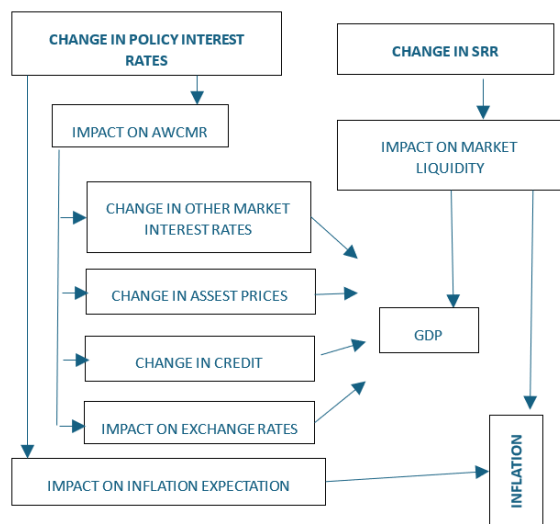 CHANGE IN POLICY INTEREST
RATES
CHANGE IN SRR
IMPACT ON AWCMR
IMPACT ON MARKET
LIQUIDITY
CHANGE IN OTHER MARKET
INTEREST RATES
CHANGE IN ASSEST PRICES
GDP
CHANGE IN CREDIT
IMPACT ON EXCHANGE RATES
INFLATION
IMPACT ON INFLATION EXPECTATION